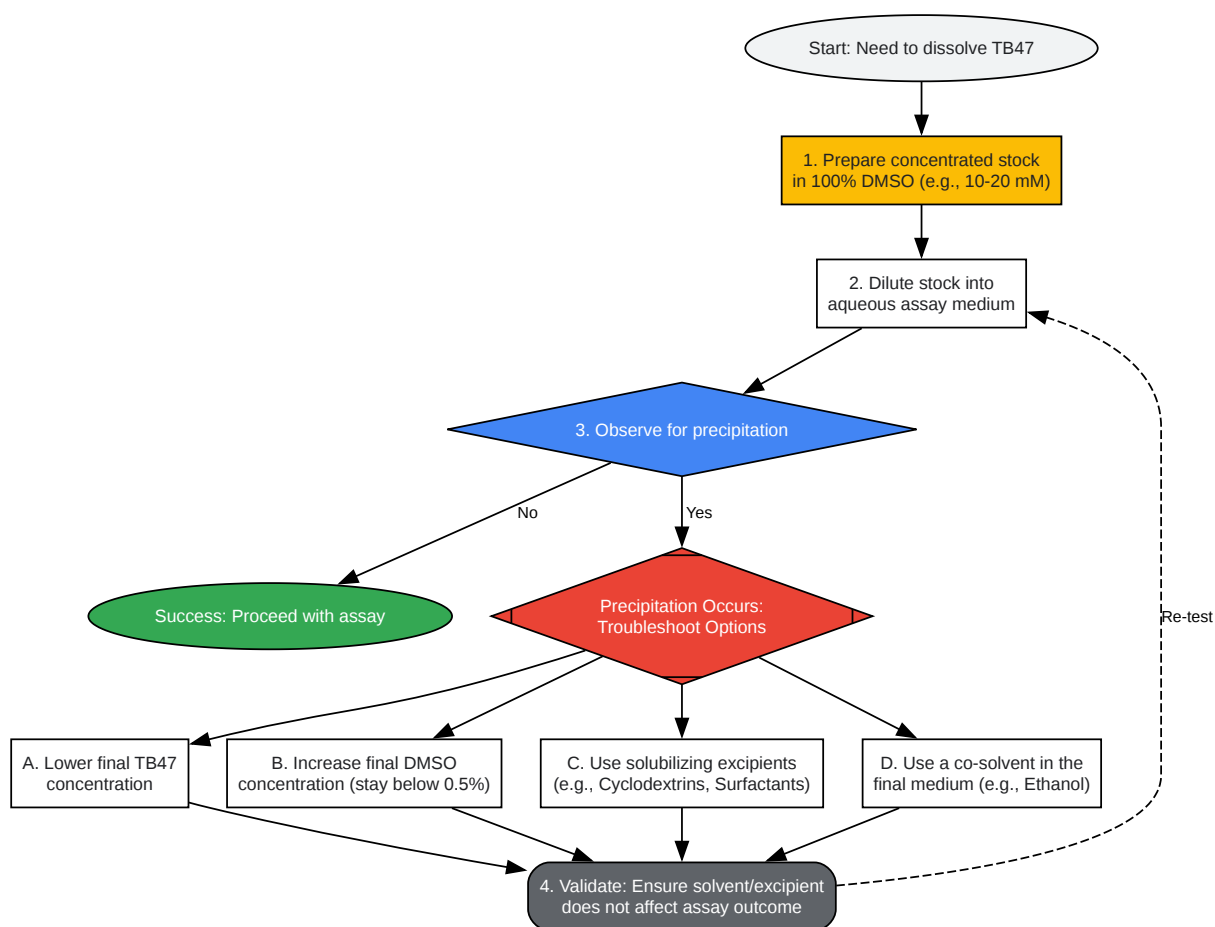 Start: Need to dissolve TB47
1. Prepare concentrated stock
in 100% DMSO (e.g., 10-20 mM)
2. Dilute stock into
aqueous assay medium
3. Observe for precipitation
No
Yes
Success: Proceed with assay
Precipitation Occurs:
Troubleshoot Options
Re-test
A. Lower final TB47
concentration
B. Increase final DMSO
concentration (stay below 0.5%)
C. Use solubilizing excipients
(e.g., Cyclodextrins, Surfactants)
D. Use a co-solvent in the
final medium (e.g., Ethanol)
4. Validate: Ensure solvent/excipient
does not affect assay outcome